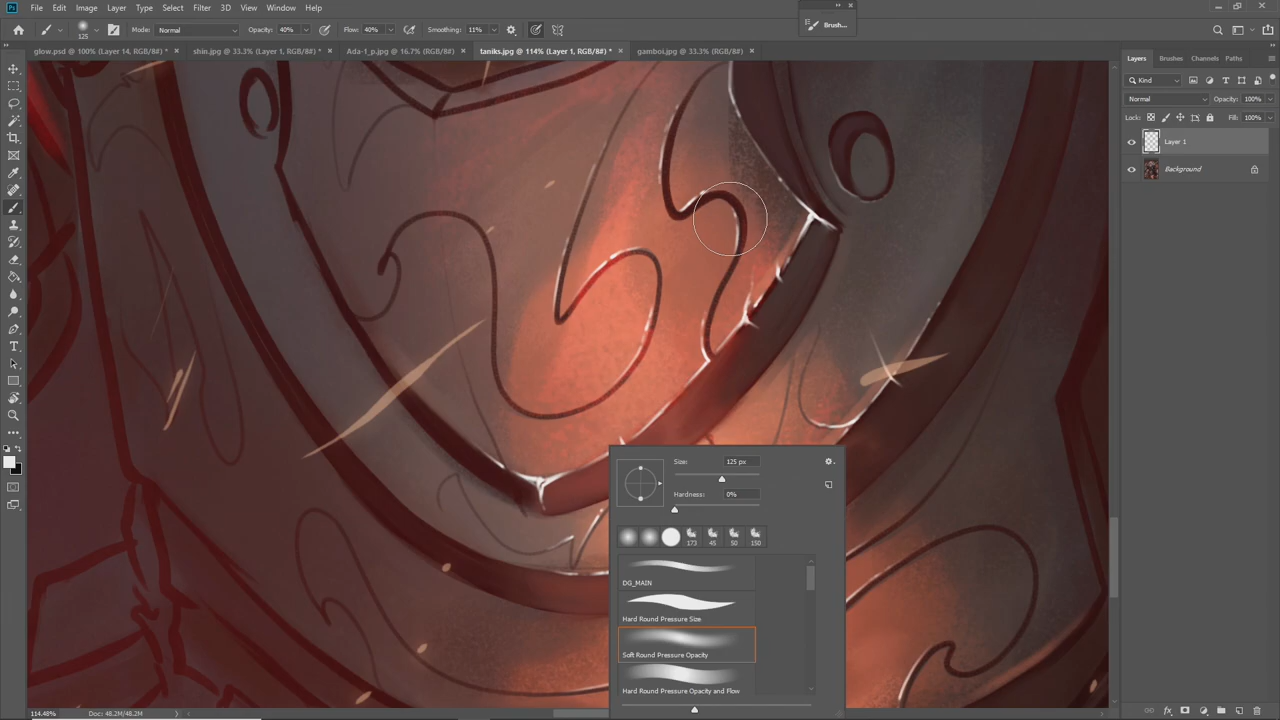 Ps File Edit Image Layer Type Select Filter 3D View Window Help
125 Mode: Normal Opacity: 40% Flow: 40% Smoothing: 11% Brush...
glow.psd @ 100% (Layer 14, RGB/8#) * × shin.jpg @ 33.3% (Layer 1, RGB/8#) * × Ada-1_p.jpg @ 16.7% (RGB/8#) × taniks.jpg @ 114% (Layer 1, RGB/8#) * × gamboi.jpg @ 33.3% (RGB/8#) ×
Layers Brushes Channels Paths
Kind
Normal Opacity: 100%
Lock: Fill: 100%
Layer 1
Background
Size: 125 px
Hardness: 0%
173 45 50 150
DG_MAIN
Hard Round Pressure Size
Soft Round Pressure Opacity
Hard Round Pressure Opacity and Flow
114.48% Doc: 48.2M/48.2M